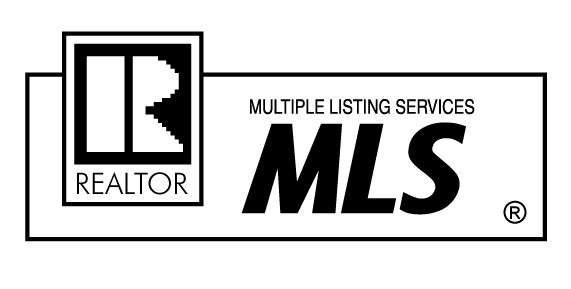 R
REALTOR
MULTIPLE LISTING SERVICES
MLS
®